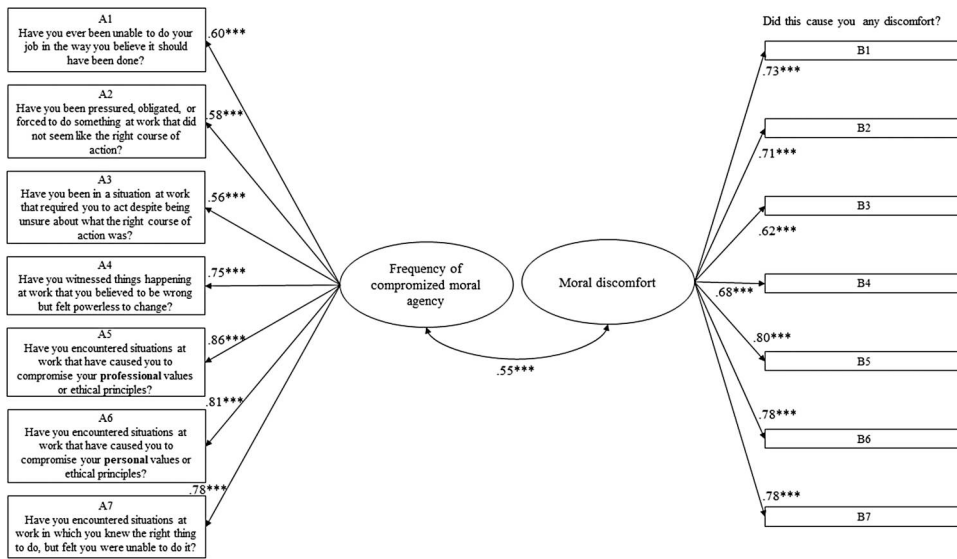 A1
Have you ever been unable to do your
job in the way you believe it should
have been done?
.60***
A2
Have you been pressured, obligated, or
forced to do something at work that did
not seem like the right course of
action?
.58***
A3
Have you been in a situation at work
that required you to act despite being
unsure about what the right course of
action was?
.56***
A4
Have you witnessed things happening
at work that you believed to be wrong
but felt powerless to change?
.75***
A5
Have you encountered situations at
work that have caused you to
compromise your professional values
or ethical principles?
.86***
A6
Have you encountered situations at
work that have caused you to
compromise your personal values or
ethical principles?
.81***
A7
Have you encountered situations at
work in which you knew the right thing
to do, but felt you were unable to do it?
.78***
Frequency of
compromized moral
agency
Moral discomfort
.55***
Did this cause you any discomfort?
B1
.73***
B2
.71***
B3
.62***
B4
.68***
B5
.80***
B6
.78***
B7
.78***